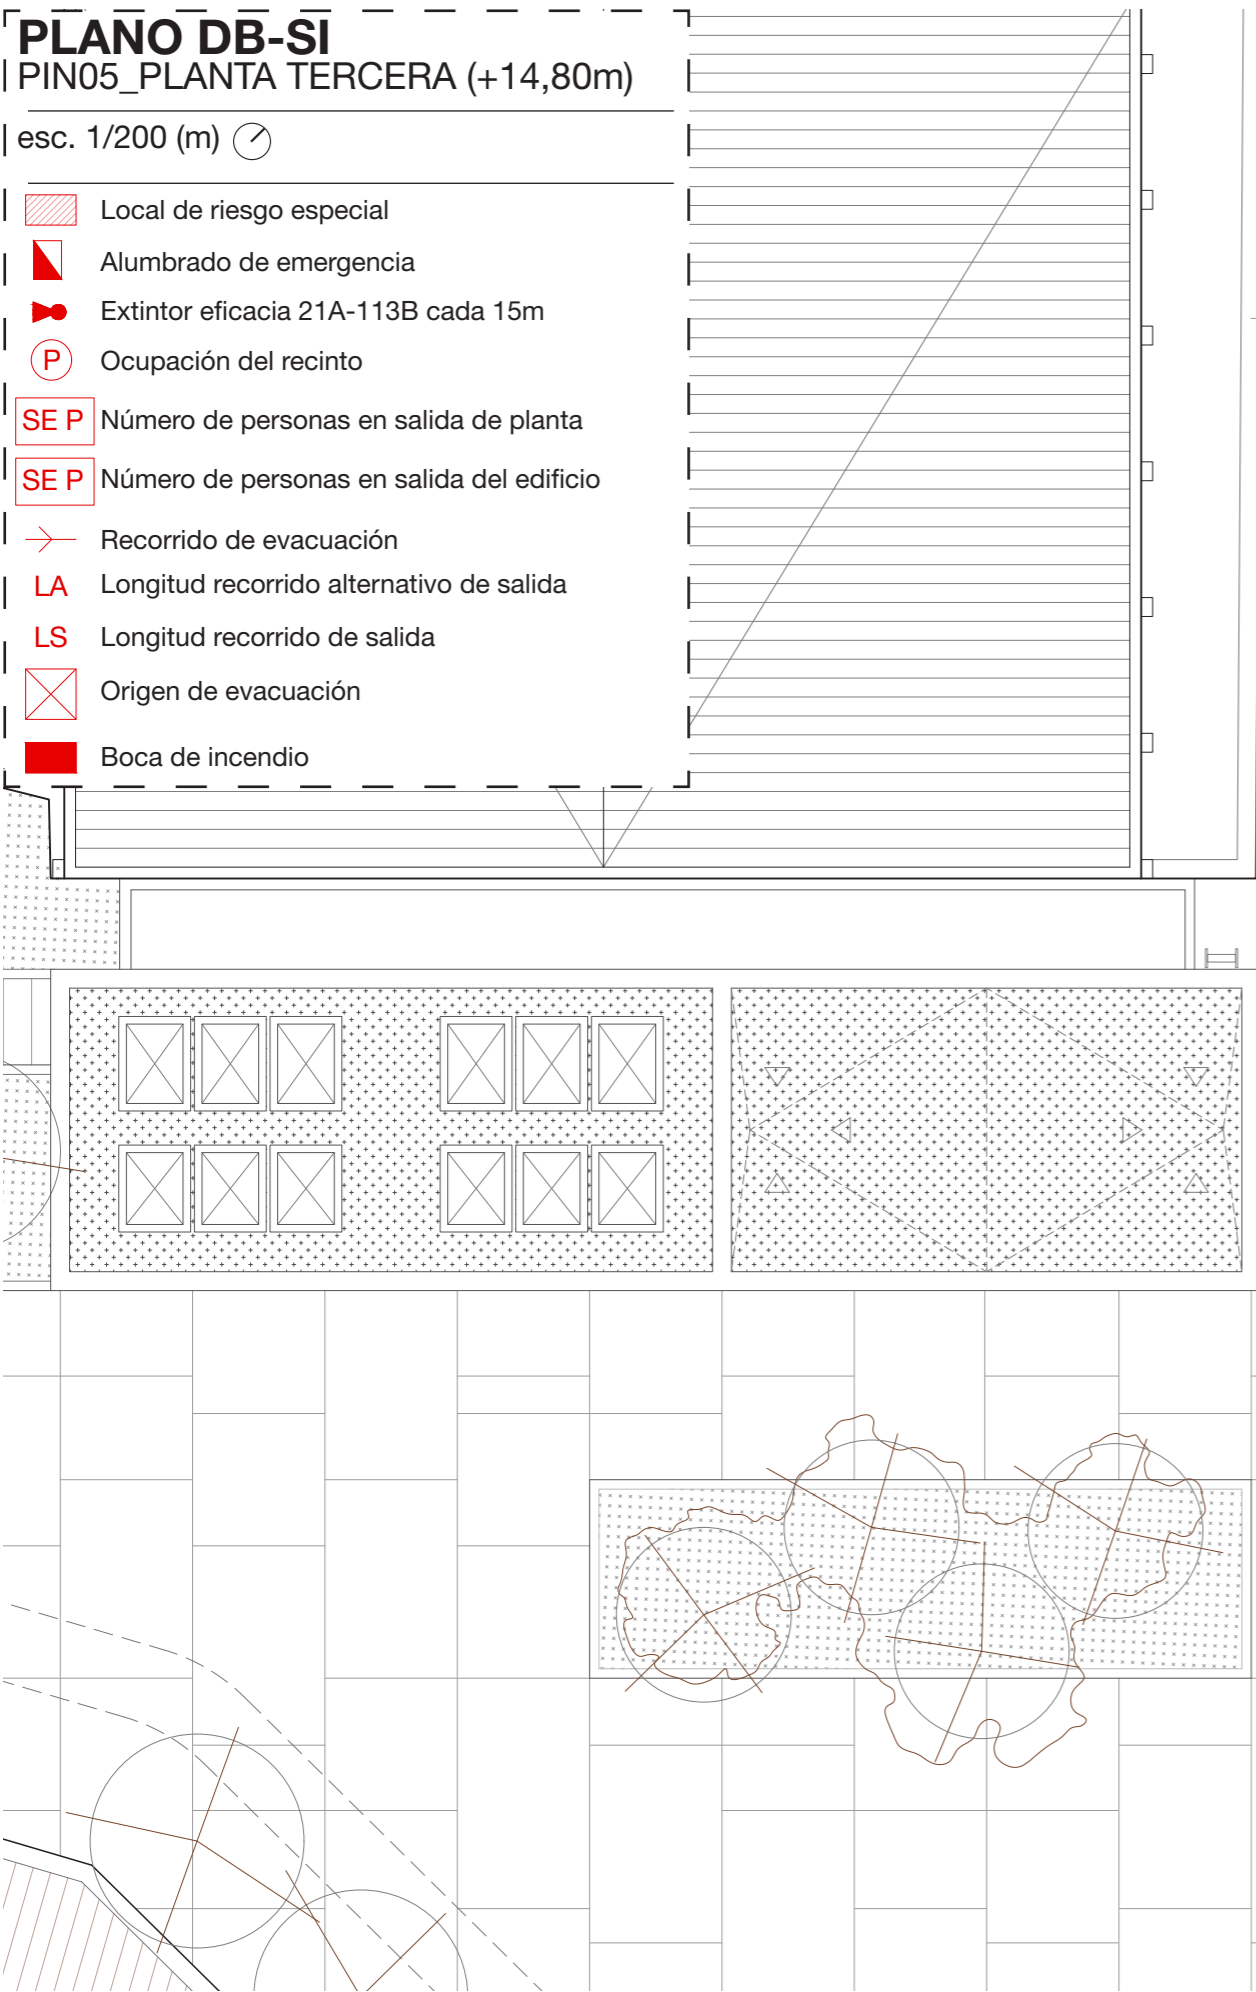 PLANO DB-SI
PIN05_PLANTA TERCERA (+14,80m)
esc. 1/200 (m)
Local de riesgo especial
Alumbrado de emergencia
Extintor eficacia 21A-113B cada 15m
P Ocupación del recinto
SE P Número de personas en salida de planta
SE P Número de personas en salida del edificio
Recorrido de evacuación
LA Longitud recorrido alternativo de salida
LS Longitud recorrido de salida
Origen de evacuación
Boca de incendio